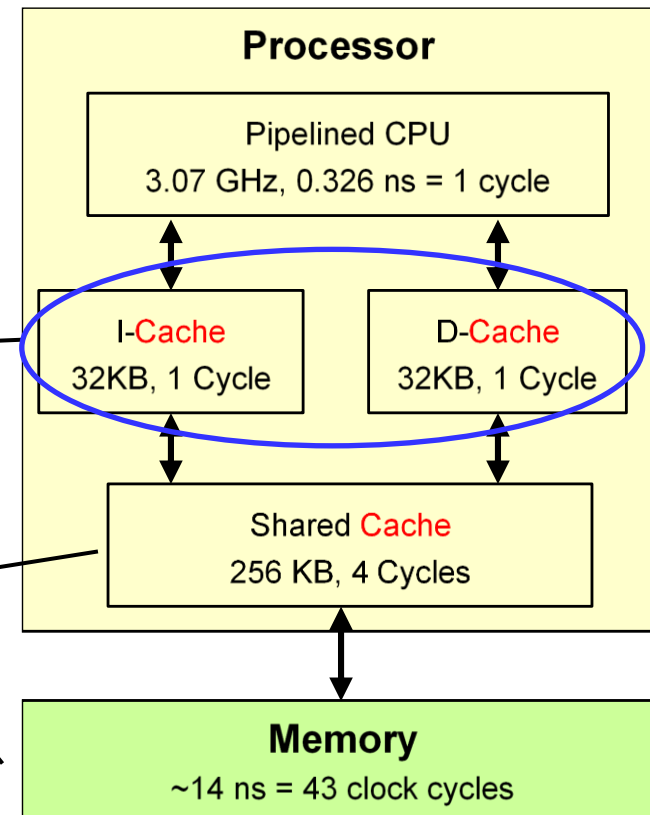 Processor
Pipelined CPU
3.07 GHz, 0.326 ns = 1 cycle
I-Cache
32KB, 1 Cycle
D-Cache
32KB, 1 Cycle
Shared Cache
256 KB, 4 Cycles
Memory
~14 ns = 43 clock cycles